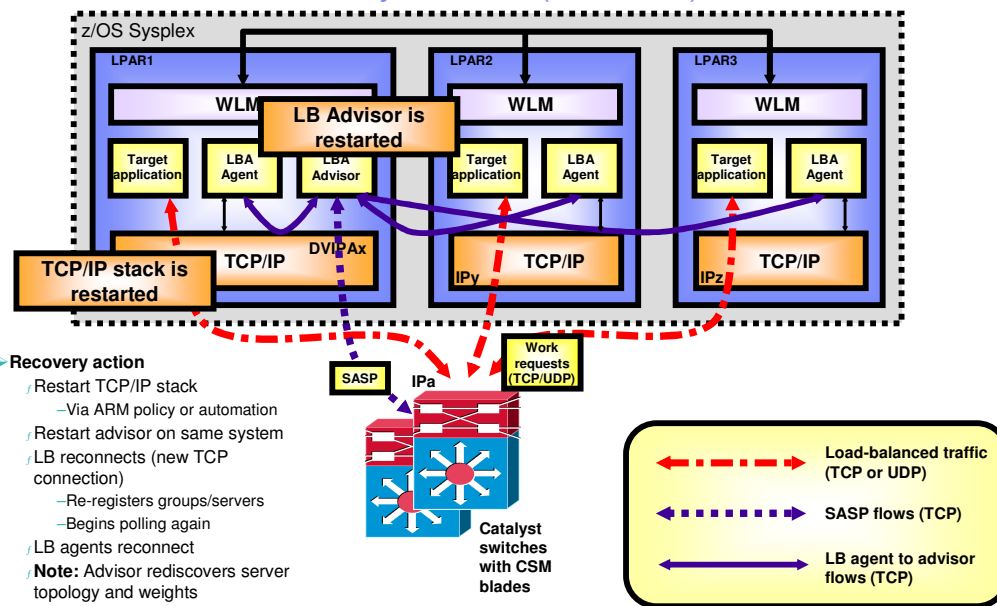 z/OS Sysplex
LPAR1
LPAR2
LPAR3
WLM
WLM
WLM
LB Advisor is
restarted
Target
application
LBA
Agent
LBA
Advisor
Target
application
LBA
Agent
Target
application
LBA
Agent
DVIPAx
TCP/IP
TCP/IP
IPy
TCP/IP
IPz
TCP/IP stack is
restarted
SASP
IPa
Work
requests
(TCP/UDP)
Recovery action
Restart TCP/IP stack
–Via ARM policy or automation
Restart advisor on same system
LB reconnects (new TCP
connection)
–Re-registers groups/servers
–Begins polling again
LB agents reconnect
Note: Advisor rediscovers server
topology and weights
Catalyst
switches
with CSM
blades
Load-balanced traffic
(TCP or UDP)
SASP flows (TCP)
LB agent to advisor
flows (TCP)